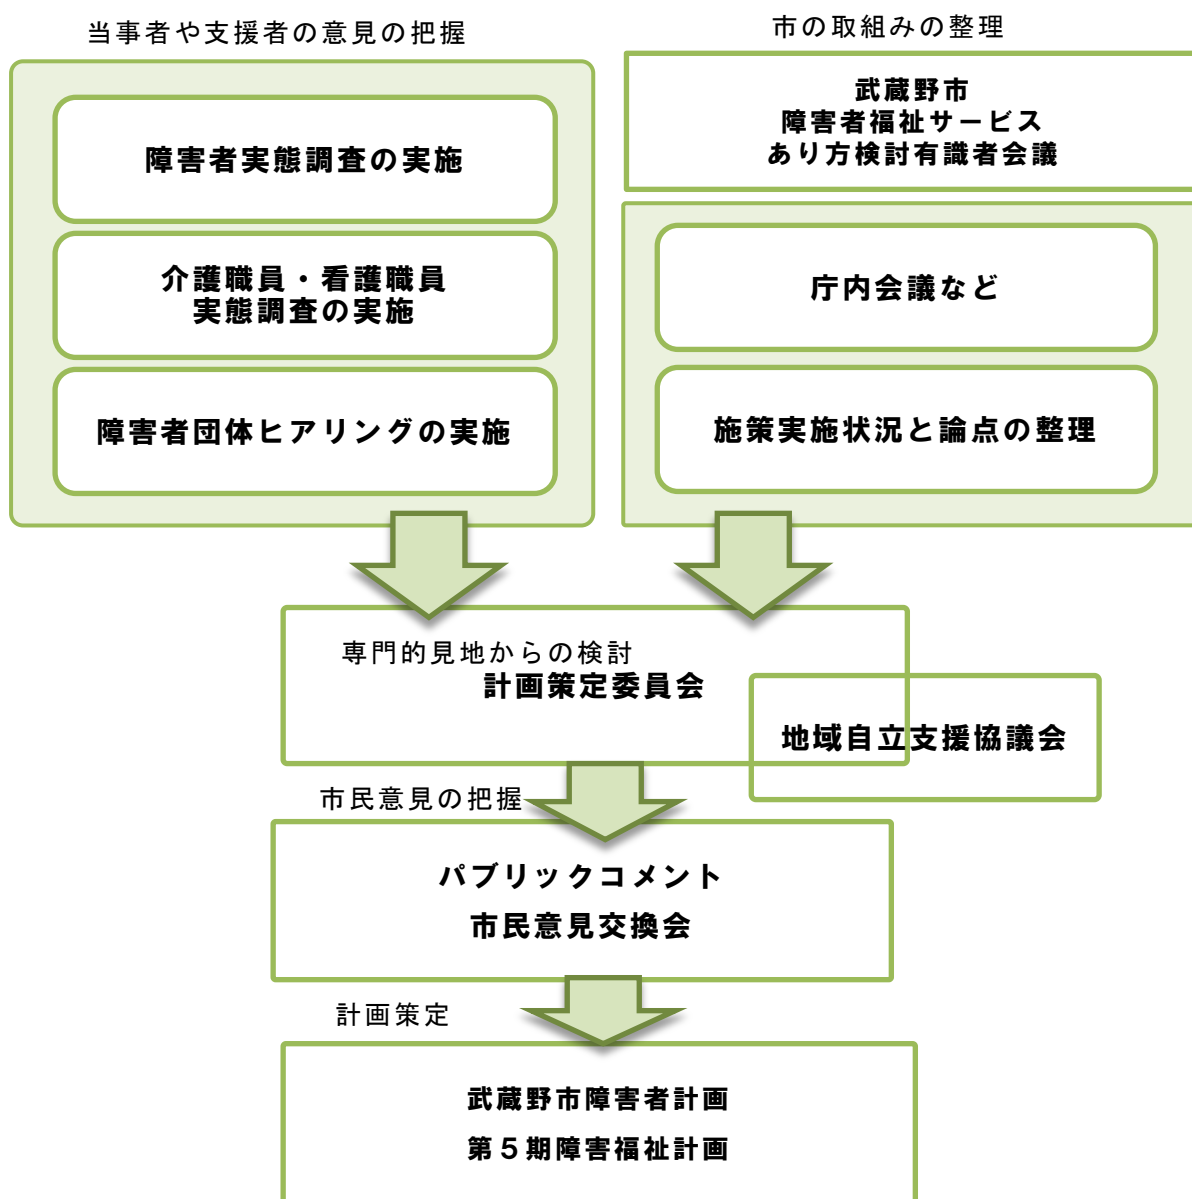 当事者や支援者の意見の把握
障害者実態調査の実施
介護職員・看護職員
実態調査の実施
障害者団体ヒアリングの実施
市の取組みの整理
武蔵野市
障害者福祉サービス
あり方検討有識者会議
庁内会議など
施策実施状況と論点の整理
専門的見地からの検討
計画策定委員会
地域自立支援協議会
市民意見の把握
パブリックコメント
市民意見交換会
計画策定
武蔵野市障害者計画
第５期障害福祉計画